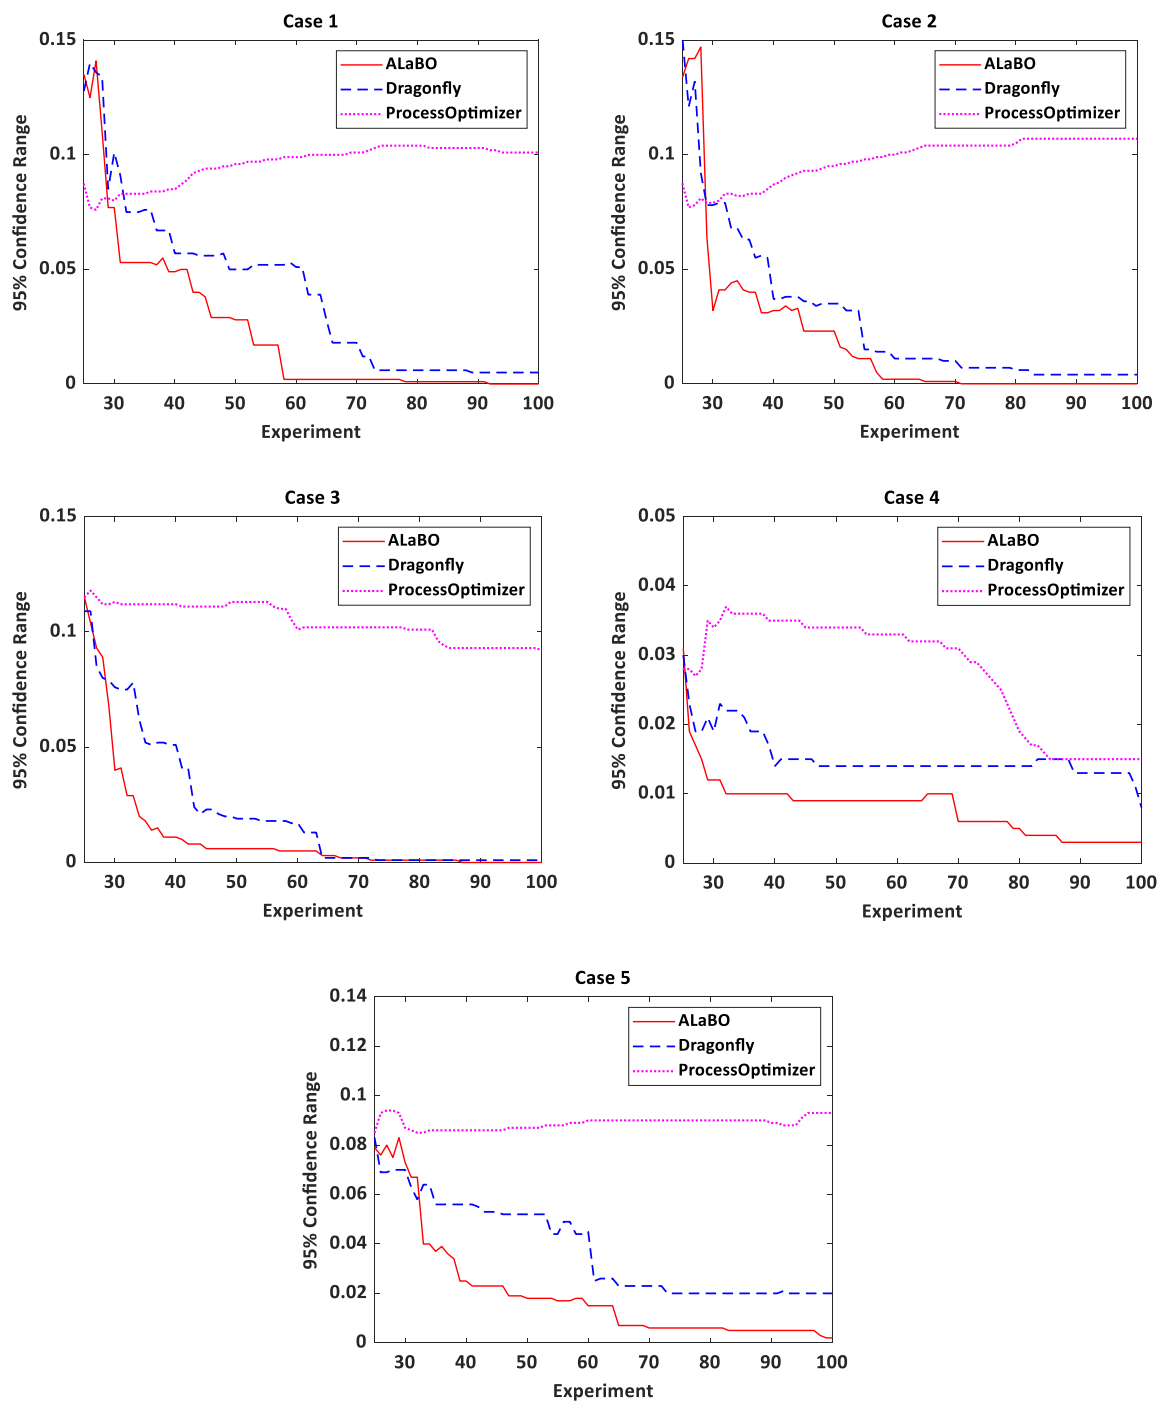 Case 1
0.15
0.1
0.05
0
95% Confidence Range
30 40 50 60 70 80 90 100
Experiment
ALaBO
Dragonfly
ProcessOptimizer
Case 2
0.15
0.1
0.05
0
95% Confidence Range
30 40 50 60 70 80 90 100
Experiment
ALaBO
Dragonfly
ProcessOptimizer
Case 3
0.15
0.1
0.05
0
95% Confidence Range
30 40 50 60 70 80 90 100
Experiment
ALaBO
Dragonfly
ProcessOptimizer
Case 4
0.05
0.04
0.03
0.02
0.01
0
95% Confidence Range
30 40 50 60 70 80 90 100
Experiment
ALaBO
Dragonfly
ProcessOptimizer
Case 5
0.14
0.12
0.1
0.08
0.06
0.04
0.02
0
95% Confidence Range
30 40 50 60 70 80 90 100
Experiment
ALaBO
Dragonfly
ProcessOptimizer